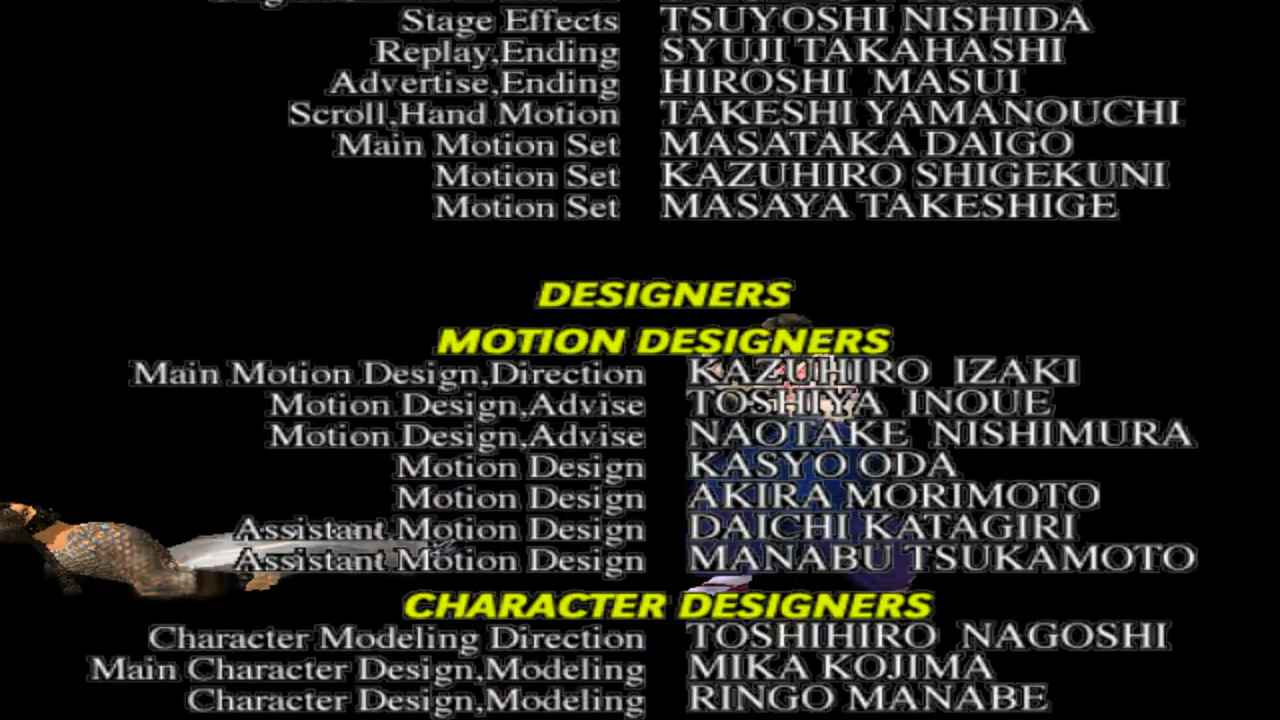 Stage Effects TSUYOSHI NISHIDA
Replay,Ending SYUJI TAKAHASHI
Advertise,Ending HIROSHI MASUI
Scroll,Hand Motion TAKESHI YAMANOUCHI
Main Motion Set MASATAKA DAIGO
Motion Set KAZUHIRO SHIGEKUNI
Motion Set MASAYA TAKESHIGE
DESIGNERS
MOTION DESIGNERS
Main Motion Design,Direction KAZUHIRO IZAKI
Motion Design,Advise TOSHIYA INOUE
Motion Design,Advise NAOTAKE NISHIMURA
Motion Design KASYO ODA
Motion Design AKIRA MORIMOTO
Assistant Motion Design DAICHI KATAGIRI
Assistant Motion Design MANABU TSUKAMOTO
CHARACTER DESIGNERS
Character Modeling Direction TOSHIHIRO NAGOSHI
Main Character Design,Modeling MIKA KOJIMA
Character Design,Modeling RINGO MANABE